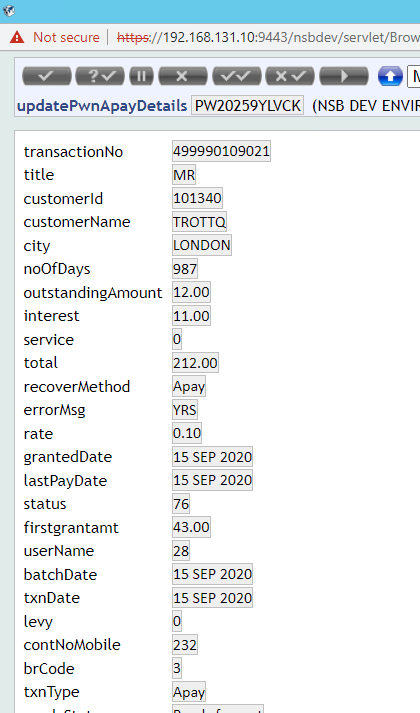 Not secure https://192.168.131.10:9443/nsbdev/servlet/Brow
updatePwnApayDetails PW20259YLVCK (NSB DEV ENVIR
transactionNo 499990109021
title MR
customerId 101340
customerName TROTTQ
city LONDON
noOfDays 987
outstandingAmount 12.00
interest 11.00
service 0
total 212.00
recoverMethod Apay
errorMsg YRS
rate 0.10
grantedDate 15 SEP 2020
lastPayDate 15 SEP 2020
status 76
firstgrantamt 43.00
userName 28
batchDate 15 SEP 2020
txnDate 15 SEP 2020
levy 0
contNoMobile 232
brCode 3
txnType Apay